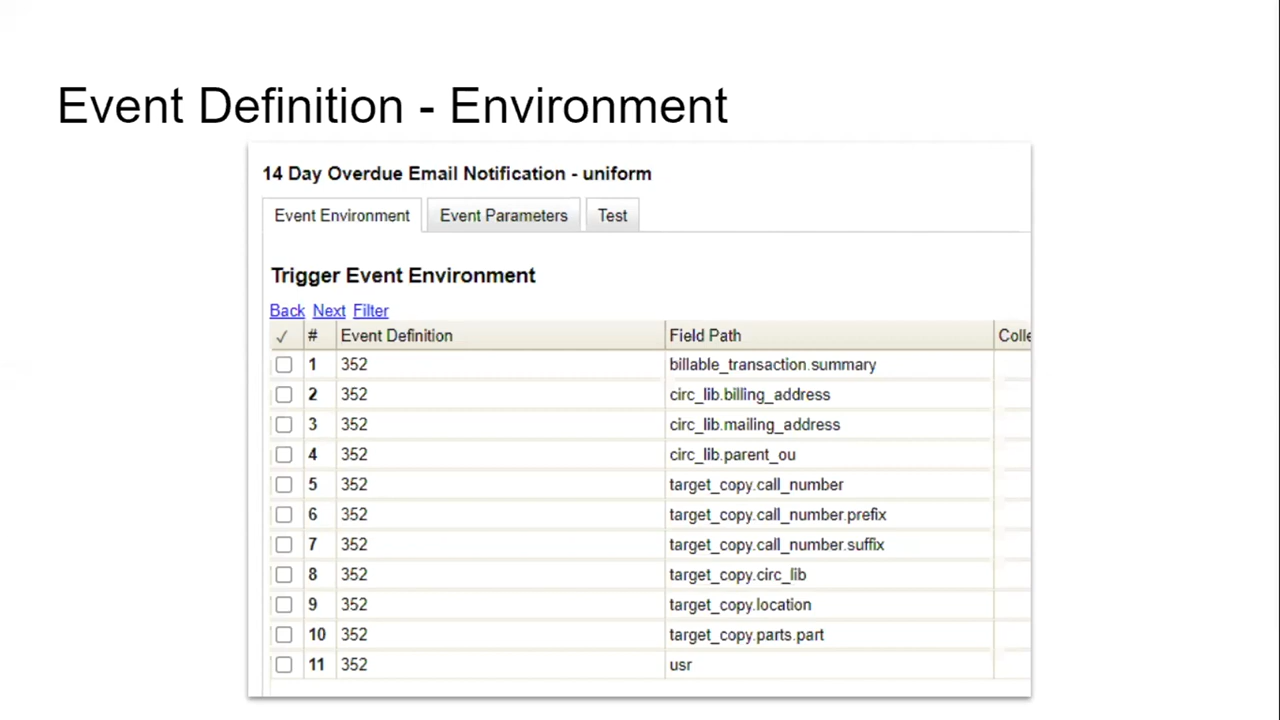 Event Definition - Environment
14 Day Overdue Email Notification - uniform
Event Environment Event Parameters Test
Trigger Event Environment
Back Next Filter
✓ # Event Definition Field Path Colle
1 352 billable_transaction.summary
2 352 circ_lib.billing_address
3 352 circ_lib.mailing_address
4 352 circ_lib.parent_ou
5 352 target_copy.call_number
6 352 target_copy.call_number.prefix
7 352 target_copy.call_number.suffix
8 352 target_copy.circ_lib
9 352 target_copy.location
10 352 target_copy.parts.part
11 352 usr